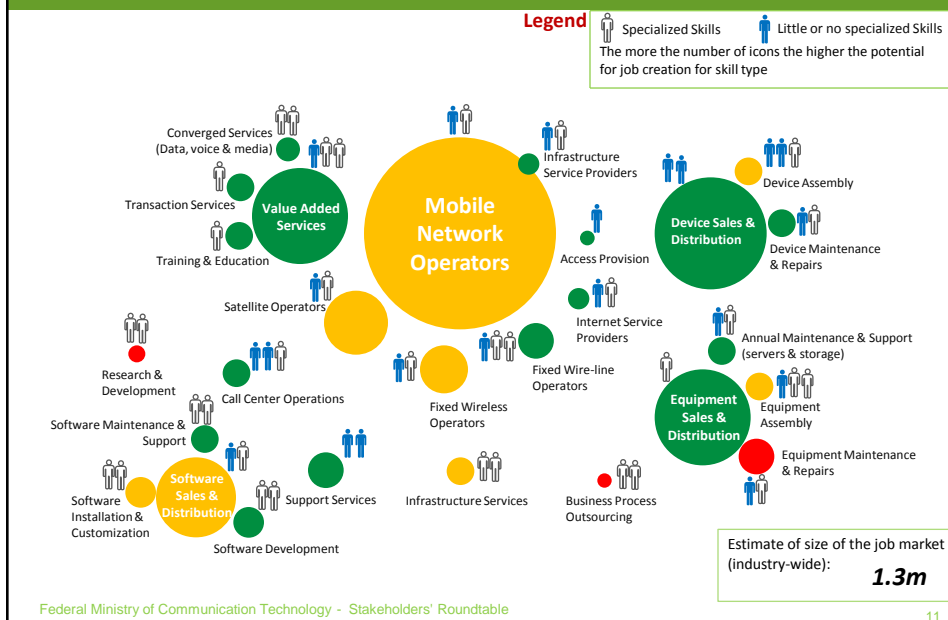 Legend
Specialized Skills
Little or no specialized Skills
The more the number of icons the higher the potential
for job creation for skill type
Converged Services
(Data, voice & media)
Transaction Services
Training & Education
Value Added
Services
Mobile
Network
Operators
Infrastructure
Service Providers
Access Provision
Internet Service
Providers
Device Sales &
Distribution
Device Assembly
Device Maintenance
& Repairs
Satellite Operators
Fixed Wireless
Operators
Fixed Wire-line
Operators
Research &
Development
Call Center Operations
Software Maintenance &
Support
Software
Sales &
Distribution
Software
Installation &
Customization
Software Development
Support Services
Infrastructure Services
Business Process
Outsourcing
Annual Maintenance & Support
(servers & storage)
Equipment
Sales &
Distribution
Equipment
Assembly
Equipment Maintenance
& Repairs
Estimate of size of the job market
(industry-wide):
1.3m
Federal Ministry of Communication Technology - Stakeholders' Roundtable
11